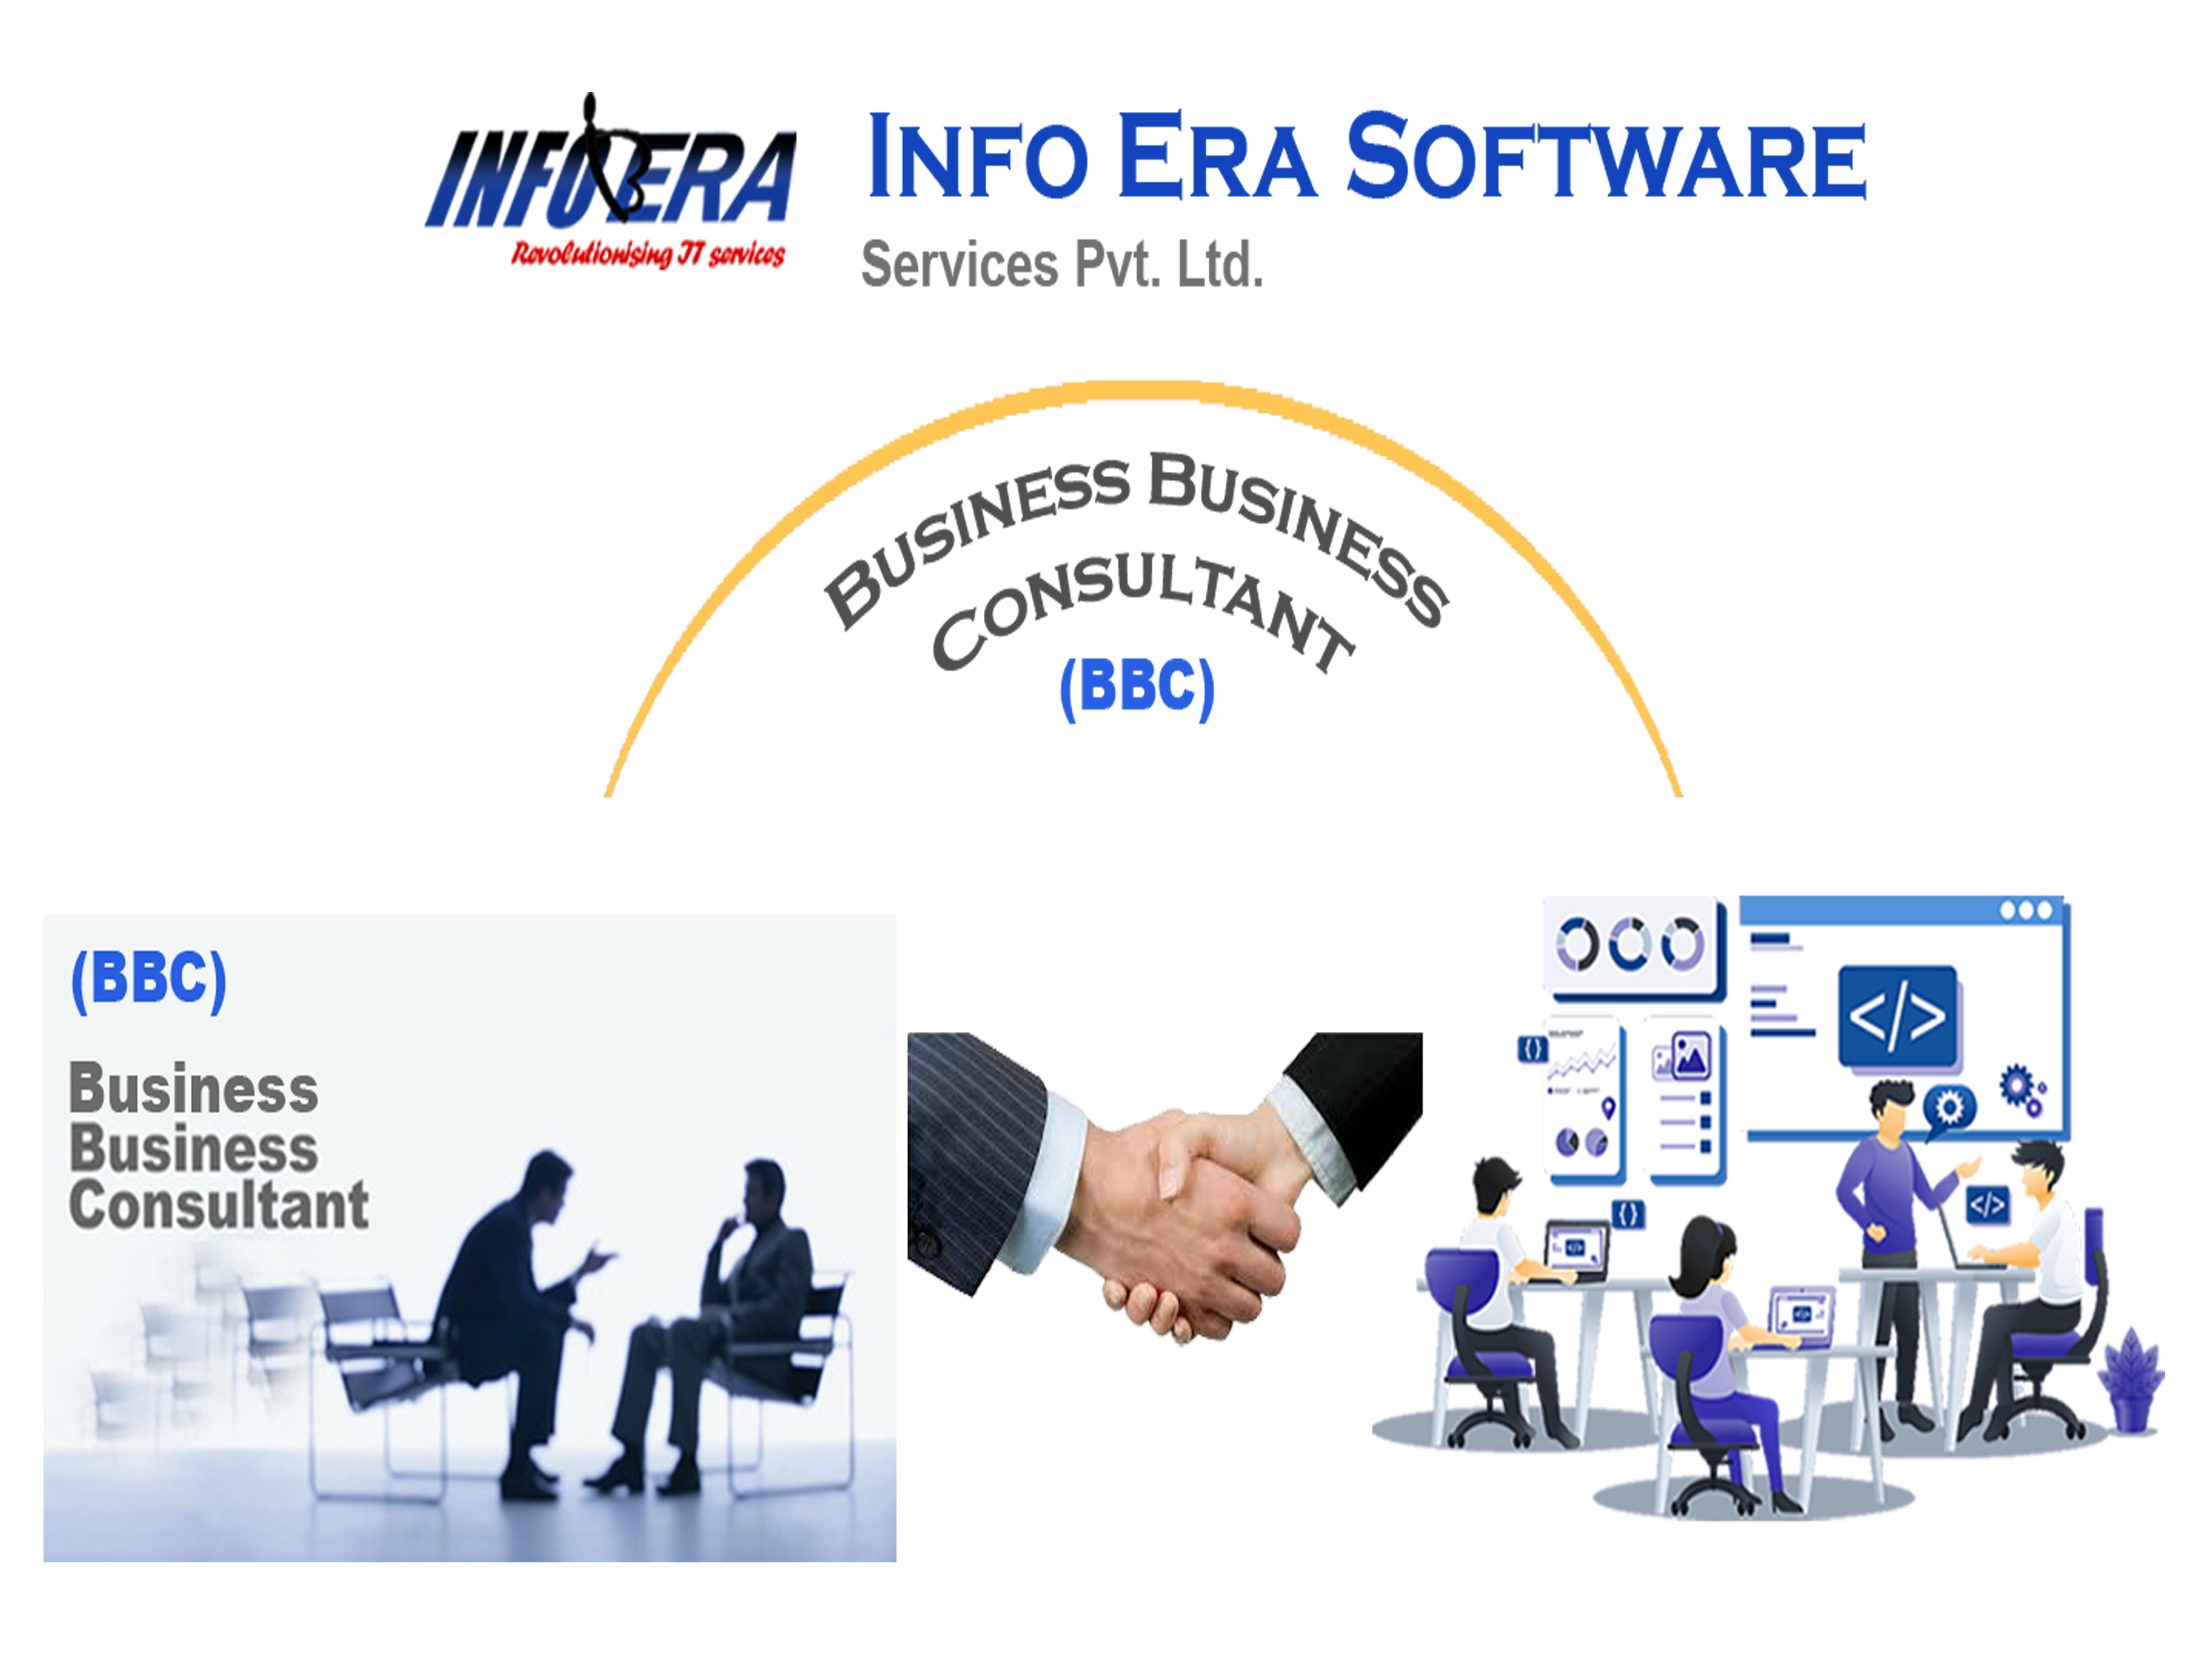 INFO ERA
Revolutionising IT services
INFO ERA SOFTWARE
Services Pvt. Ltd.
BUSINESS BUSINESS
CONSULTANT
(BBC)
(BBC)
Business
Business
Consultant
</>
{}
{}
</>
</>
</>